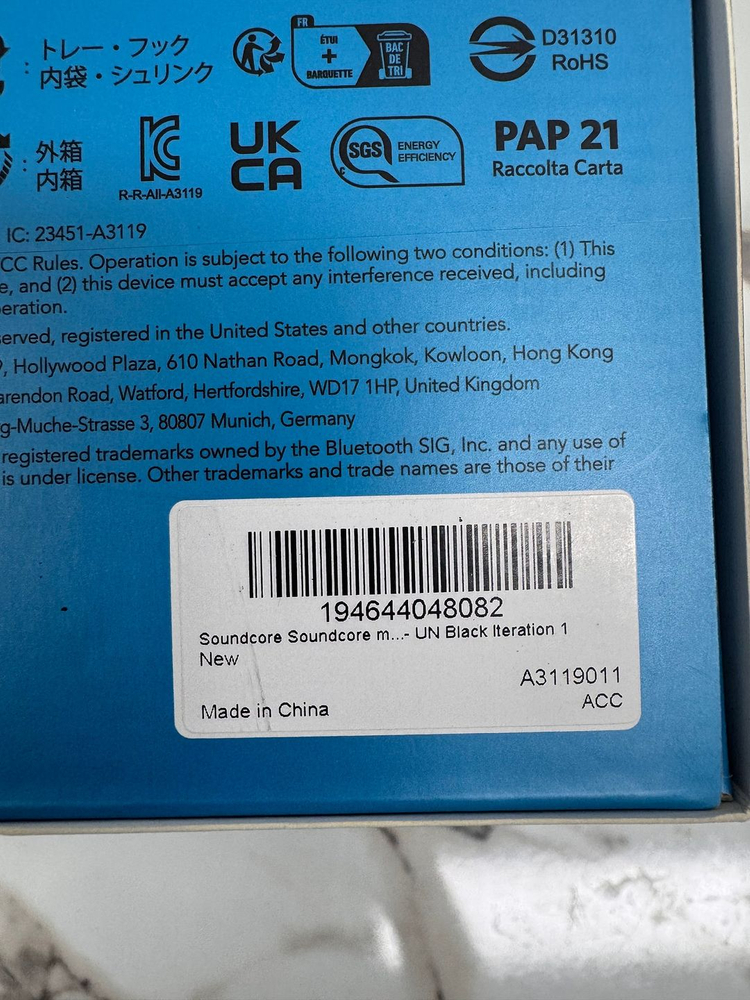 トレー・フック
内袋・シュリンク
FR
ÉTUI
+
BARQUETTE
BAC
DE
TRI
D31310
RoHS
: 外箱
内箱
R-R-All-A3119
UK
CA
SGS
C
ENERGY
EFFICIENCY
PAP 21
Raccolta Carta
IC: 23451-A3119
CC Rules. Operation is subject to the following two conditions: (1) This
e, and (2) this device must accept any interference received, including
eration.
served, registered in the United States and other countries.
, Hollywood Plaza, 610 Nathan Road, Mongkok, Kowloon, Hong Kong
arendon Road, Watford, Hertfordshire, WD17 1HP, United Kingdom
g-Muche-Strasse 3, 80807 Munich, Germany
registered trademarks owned by the Bluetooth SIG, Inc. and any use of
is under license. Other trademarks and trade names are those of their
194644048082
Soundcore Soundcore m...- UN Black Iteration 1
New
A3119011
Made in China
ACC